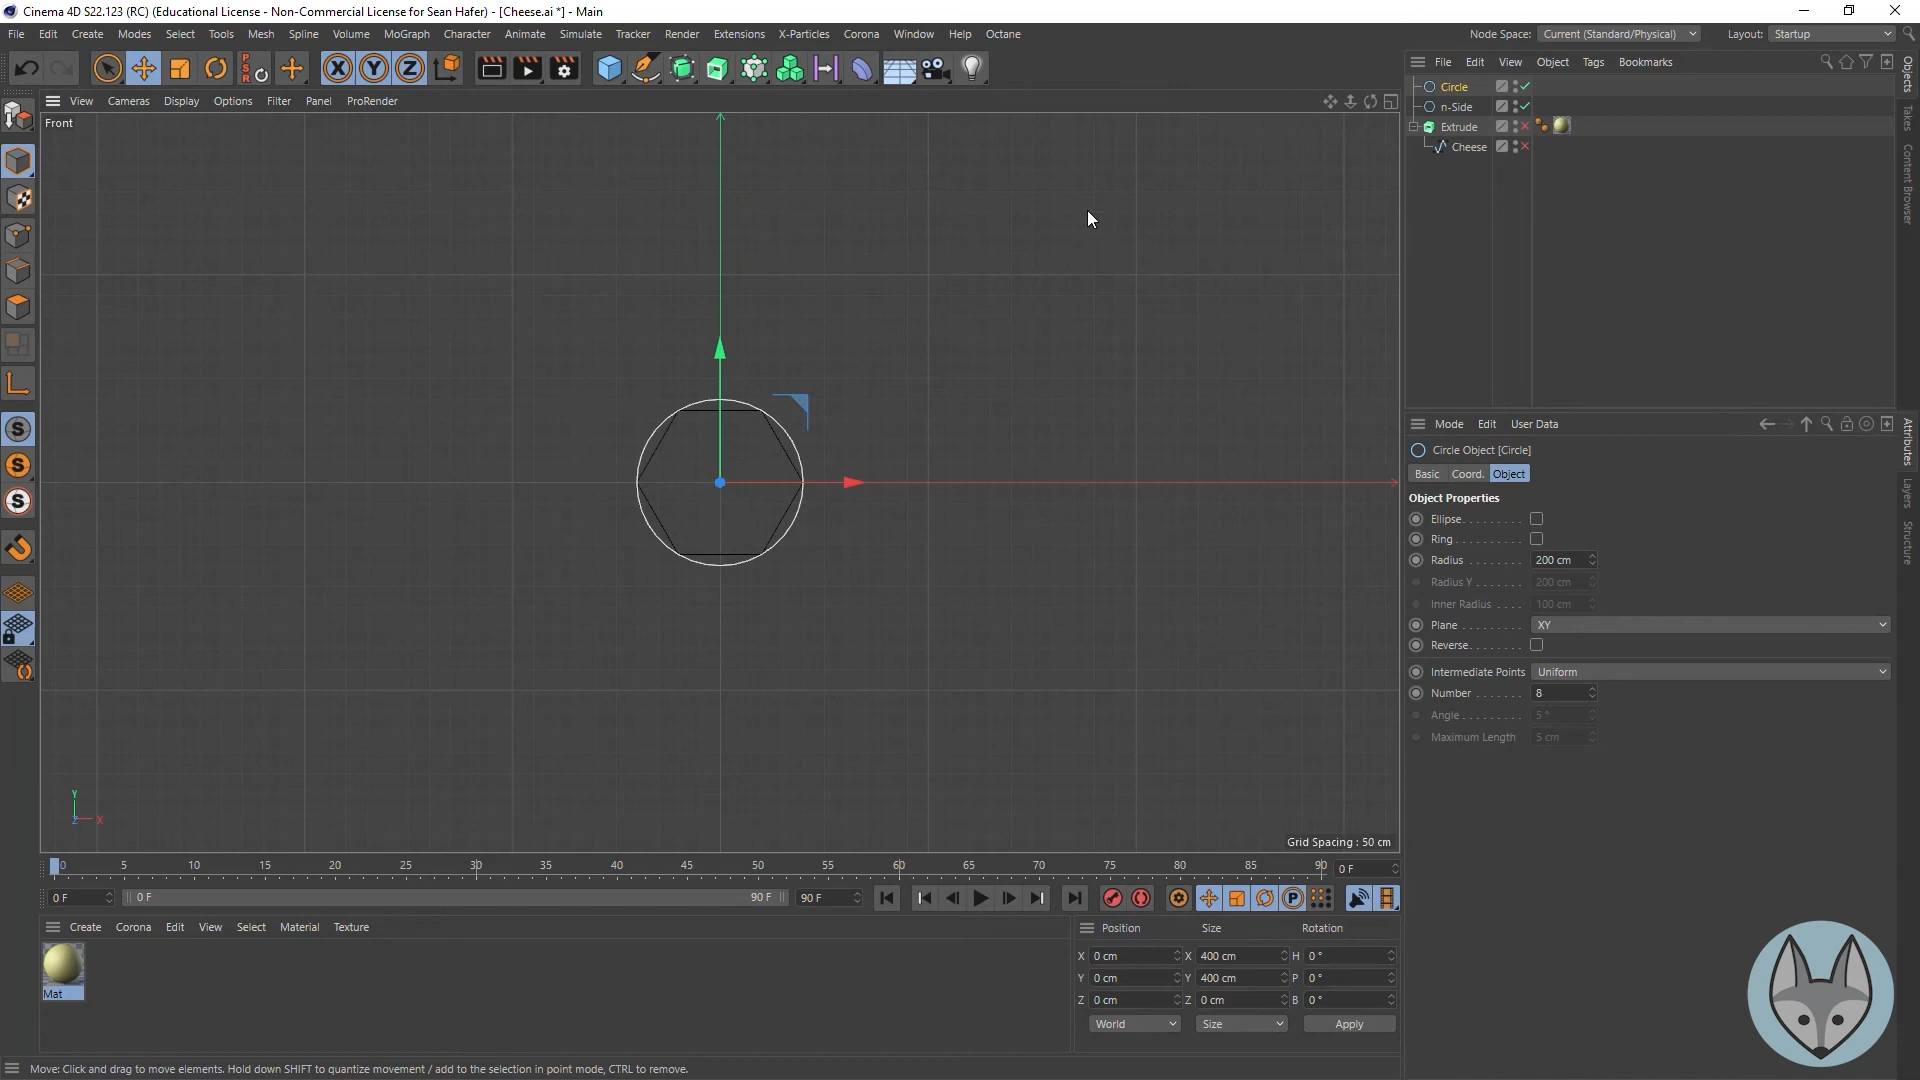 Cinema 4D S22.123 (RC) (Educational License - Non-Commercial License for Sean Hafer) - [Cheese.ai *] - Main
File Edit Create Modes Select Tools Mesh Spline Volume MoGraph Character Animate Simulate Tracker Render Extensions X-Particles Corona Window Help Octane
Node Space: Current (Standard/Physical) Layout: Startup
P
S
R
X Y Z
File Edit View Object Tags Bookmarks
View Cameras Display Options Filter Panel ProRender
Front
Circle
n-Side
Extrude
Cheese
Objects
Takes
Content Browser
S
S
S
Mode Edit User Data
Circle Object [Circle]
Basic Coord. Object
Object Properties
Ellipse
Ring
Radius 200 cm
Radius Y 200 cm
Inner Radius 100 cm
Plane XY
Reverse
Intermediate Points Uniform
Number 8
Angle 5 °
Maximum Length 5 cm
Attributes
Layers
Structure
Y
Z X
Grid Spacing : 50 cm
0 5 10 15 20 25 30 35 40 45 50 55 60 65 70 75 80 85 90 0 F
0 F 0 F 90 F 90 F P
Create Corona Edit View Select Material Texture
Mat
Position Size Rotation
X 0 cm X 400 cm H 0 °
Y 0 cm Y 400 cm P 0 °
Z 0 cm Z 0 cm B 0 °
World Size Apply
Move: Click and drag to move elements. Hold down SHIFT to quantize movement / add to the selection in point mode, CTRL to remove.